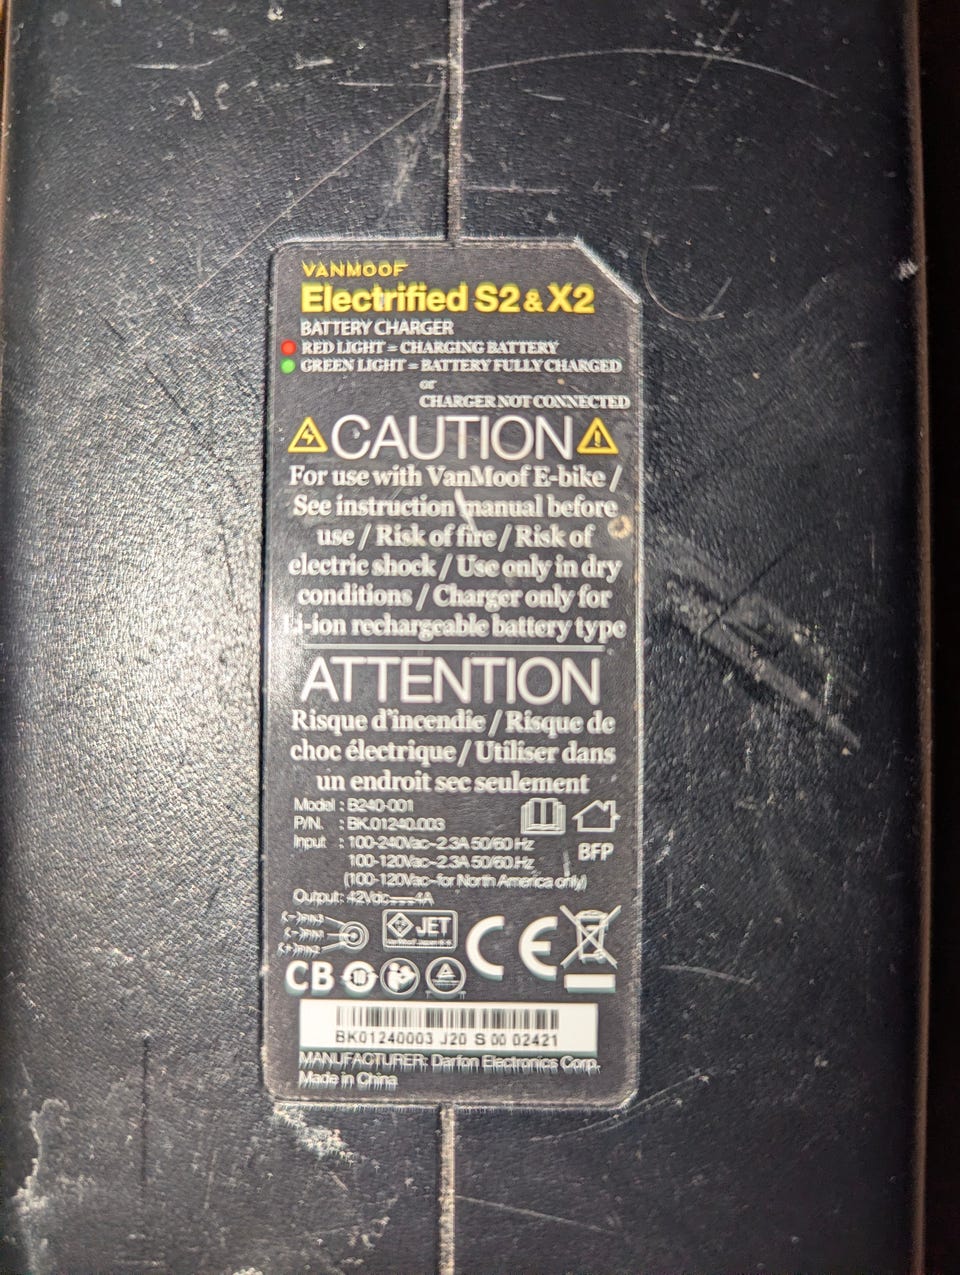 VANMOOF
Electrified S2 & X2
BATTERY CHARGER
RED LIGHT = CHARGING BATTERY
GREEN LIGHT = BATTERY FULLY CHARGED
or
CHARGER NOT CONNECTED
CAUTION
For use with VanMoof E-bike /
See instruction manual before
use / Risk of fire / Risk of
electric shock / Use only in dry
conditions / Charger only for
Li-ion rechargeable battery type
ATTENTION
Risque d'incendie / Risque de
choc électrique / Utiliser dans
un endroit sec seulement
Model : B240-001
P/N. : BK.01240.003
Input : 100-240Vac~2.3A 50/60 Hz
100-120Vac~2.3A 50/60 Hz
(100-120Vac~for North America only)
Output : 42Vdc 4A
BFP
(-)PIN3
(-)PIN1
(+)PIN2
JET
CE
CB
10
BK01240003 J20 S 00 02421
MANUFACTURER: Darfon Electronics Corp.
Made in China